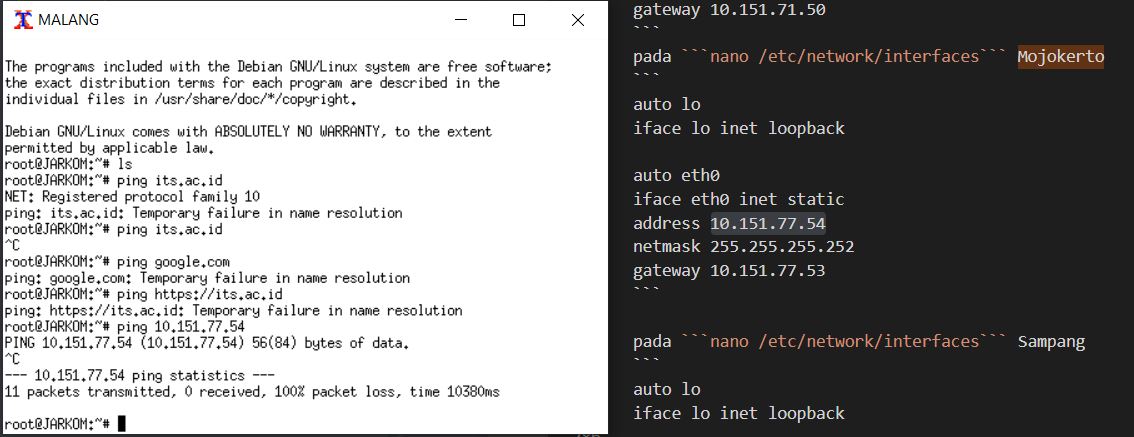 MALANG
The programs included with the Debian GNU/Linux system are free software;
the exact distribution terms for each program are described in the
individual files in /usr/share/doc/*/copyright.
Debian GNU/Linux comes with ABSOLUTELY NO WARRANTY, to the extent
permitted by applicable law.
root@JARKOM:~# ls
root@JARKOM:~# ping its.ac.id
NET: Registered protocol family 10
ping: its.ac.id: Temporary failure in name resolution
root@JARKOM:~# ping its.ac.id
^C
root@JARKOM:~# ping google.com
ping: google.com: Temporary failure in name resolution
root@JARKOM:~# ping https://its.ac.id
ping: https://its.ac.id: Temporary failure in name resolution
root@JARKOM:~# ping 10.151.77.54
PING 10.151.77.54 (10.151.77.54) 56(84) bytes of data.
^C
--- 10.151.77.54 ping statistics ---
11 packets transmitted, 0 received, 100% packet loss, time 10380ms
root@JARKOM:~#
gateway 10.151.71.50
```
pada ```nano /etc/network/interfaces``` Mojokerto
```
auto lo
iface lo inet loopback
auto eth0
iface eth0 inet static
address 10.151.77.54
netmask 255.255.255.252
gateway 10.151.77.53
```
pada ```nano /etc/network/interfaces``` Sampang
```
auto lo
iface lo inet loopback